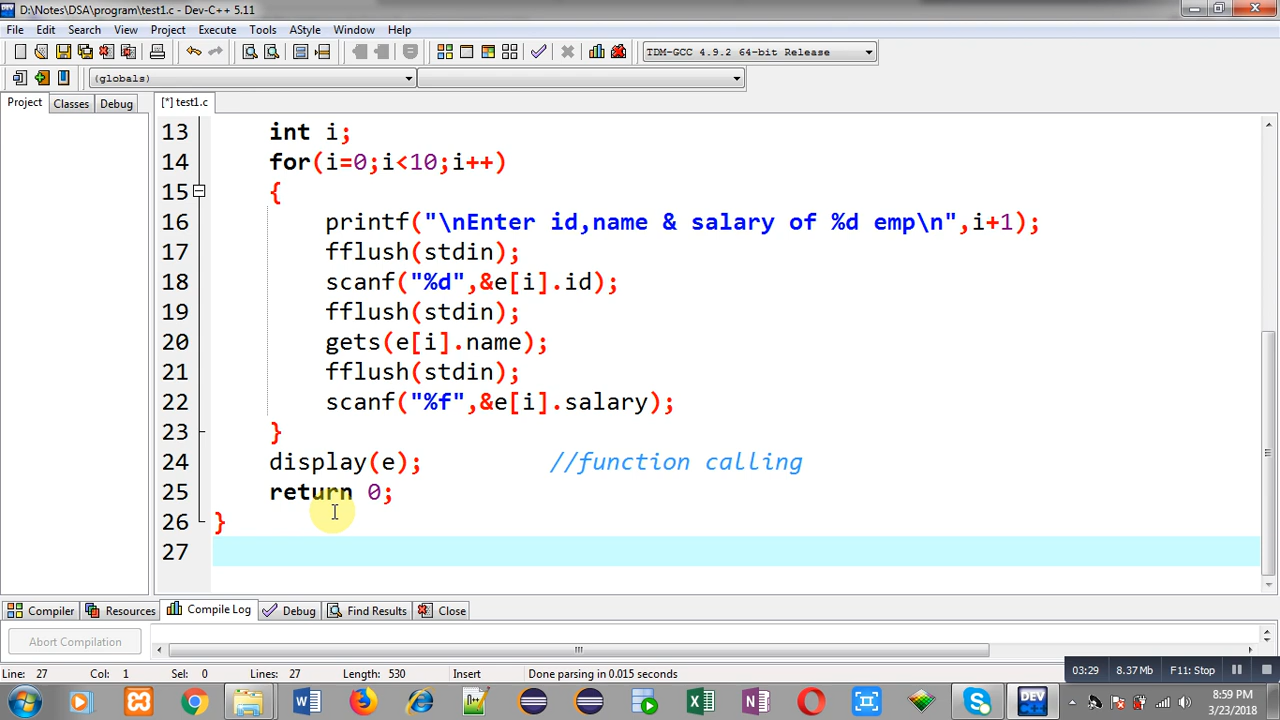 D:\Notes\DSA\program\test1.c - Dev-C++ 5.11
File Edit Search View Project Execute Tools AStyle Window Help
TDM-GCC 4.9.2 64-bit Release
(globals)
Project Classes Debug [*] test1.c
13 int i;
14 for(i=0;i<10;i++)
15 {
16 printf("\nEnter id,name & salary of %d emp\n",i+1);
17 fflush(stdin);
18 scanf("%d",&e[i].id);
19 fflush(stdin);
20 gets(e[i].name);
21 fflush(stdin);
22 scanf("%f",&e[i].salary);
23 }
24 display(e); //function calling
25 return 0;
26 }
27
Compiler Resources Compile Log Debug Find Results Close
Abort Compilation
Line: 27 Col: 1 Sel: 0 Lines: 27 Length: 530 Insert Done parsing in 0.015 seconds
03:29 8.37 Mb F11: Stop
DEV
8:59 PM
3/23/2018